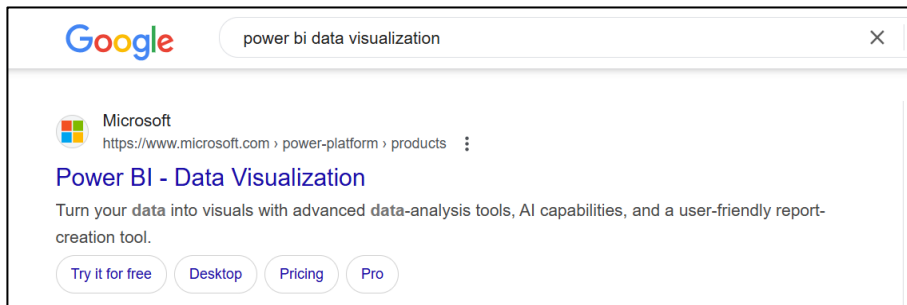 Google
power bi data visualization
Microsoft
https://www.microsoft.com › power-platform › products
Power BI - Data Visualization
Turn your data into visuals with advanced data-analysis tools, AI capabilities, and a user-friendly report-
creation tool.
Try it for free Desktop Pricing Pro